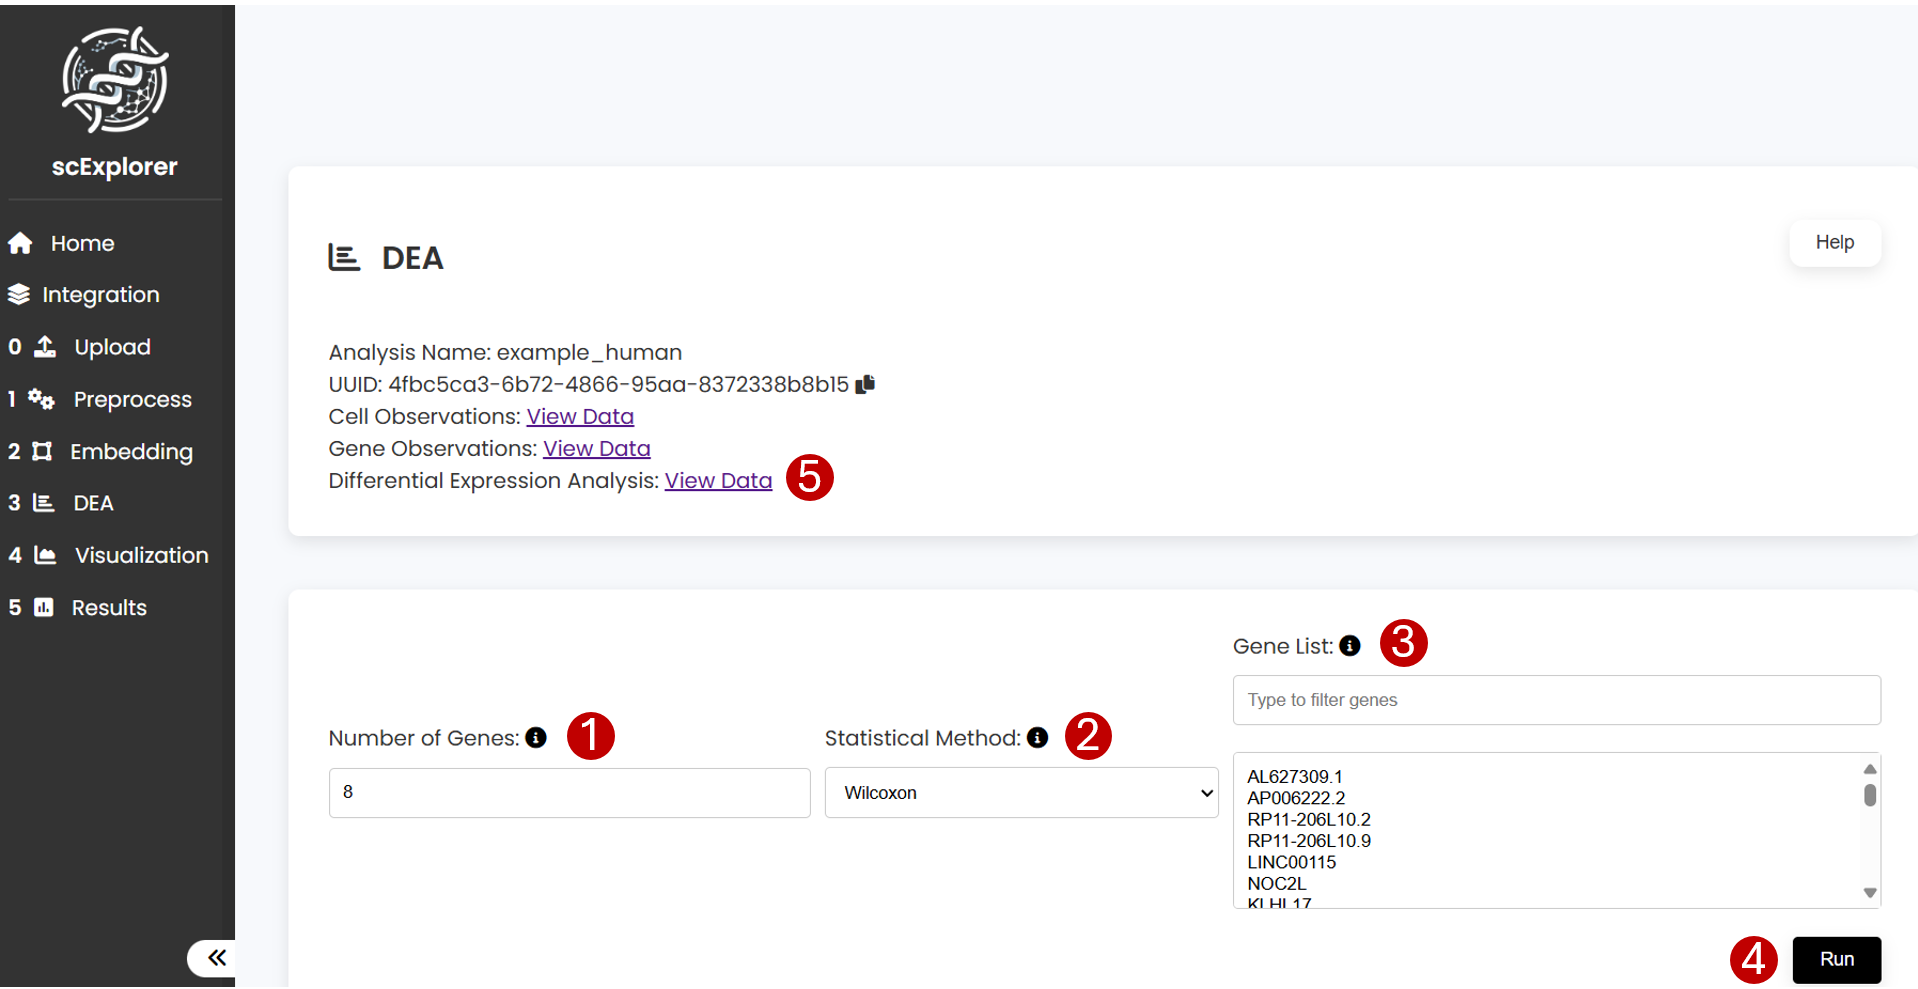 scExplorer
Home
Integration
0 Upload
1 Preprocess
2 Embedding
3 DEA
4 Visualization
5 Results
DEA
Help
Analysis Name: example_human
UUID: 4fbc5ca3-6b72-4866-95aa-8372338b8b15
Cell Observations: View Data
Gene Observations: View Data
Differential Expression Analysis: View Data 5
Number of Genes: 1
8
Statistical Method: 2
Wilcoxon
Gene List: 3
Type to filter genes
AL627309.1
AP006222.2
RP11-206L10.2
RP11-206L10.9
LINC00115
NOC2L
KLHL17
4 Run